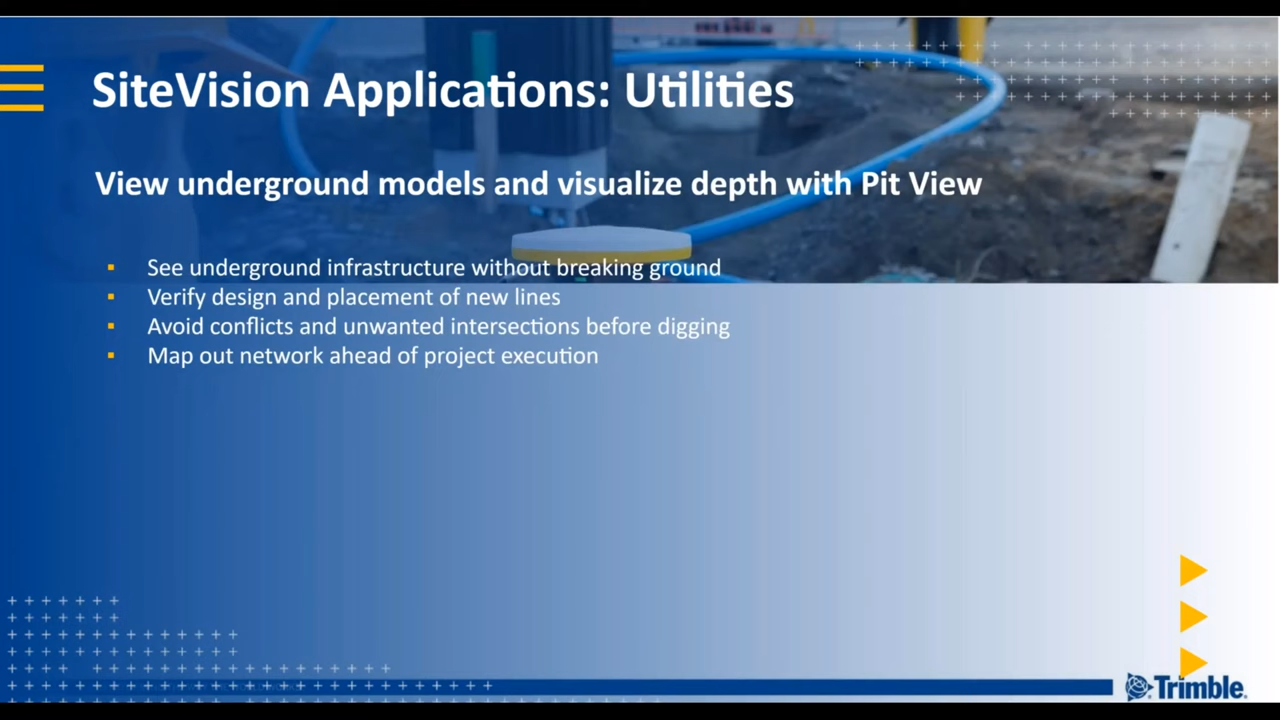 SiteVision Applications: Utilities
View underground models and visualize depth with Pit View
See underground infrastructure without breaking ground
Verify design and placement of new lines
Avoid conflicts and unwanted intersections before digging
Map out network ahead of project execution
Trimble